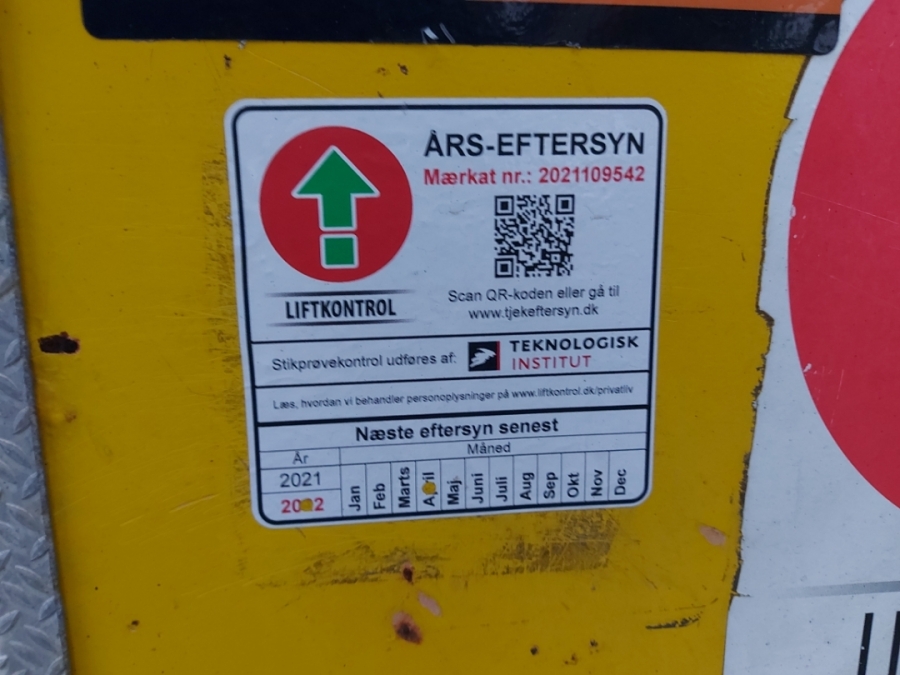 ÅRS-EFTERSYN
Mærkat nr.: 2021109542
LIFTKONTROL
Scan QR-koden eller gå til
www.tjekeftersyn.dk
Stikprøvekontrol udføres af:
TEKNOLOGISK
INSTITUT
Læs, hvordan vi behandler personoplysninger på www.liftkontrol.dk/privatliv
Næste eftersyn senest
År
Måned
2021
2022
Jan Feb Marts April Maj Juni Juli Aug Sep Okt Nov Dec